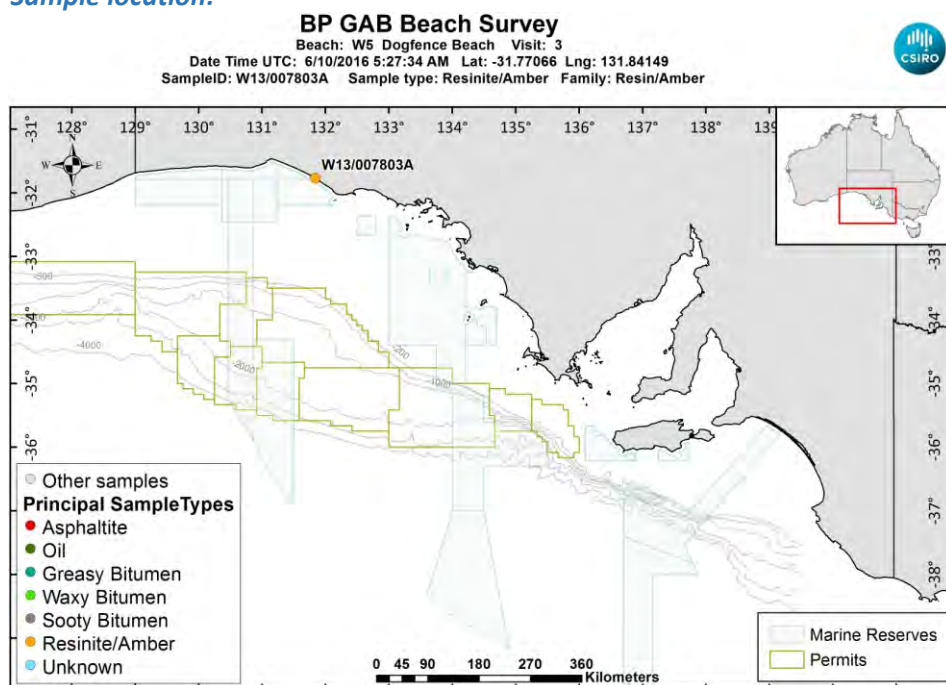 Sample location:
BP GAB Beach Survey
Beach: W5 Dogfence Beach Visit: 3
Date Time UTC: 6/10/2016 5:27:34 AM Lat: -31.77066 Lng: 131.84149
SampleID: W13/007803A Sample type: Resinite/Amber Family: Resin/Amber
CSIRO
128° 129° 130° 131° 132° 133° 134° 135° 136° 137° 138° 139
-31° -32° -33° -34° -35° -36° -37° -38°
N
W E
S
W13/007803A
-31°
-32°
-33°
-34°
-35°
-36°
-37°
-38°
-4000
-2000
-200
-1000
Other samples
Principal SampleTypes
Asphaltite
Oil
Greasy Bitumen
Waxy Bitumen
Sooty Bitumen
Resinite/Amber
Unknown
0 45 90 180 270 360
Kilometers
Marine Reserves
Permits